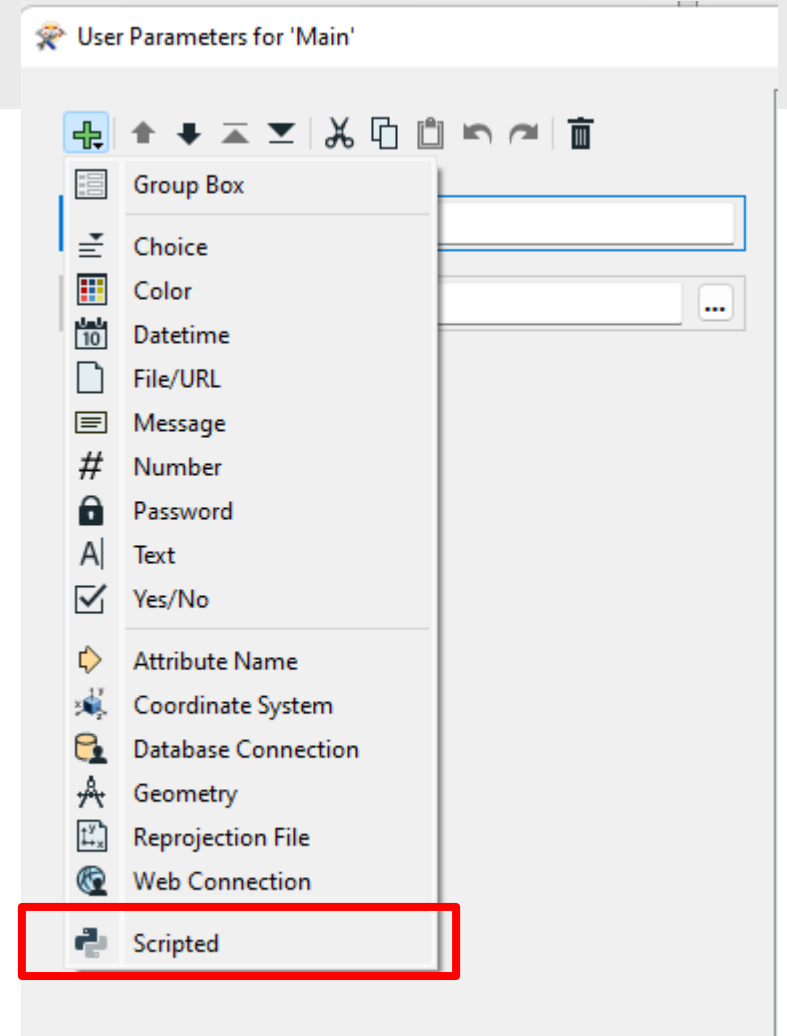 User Parameters for 'Main'
Group Box
Choice
Color
10
Datetime
File/URL
Message
# Number
Password
A Text
Yes/No
Attribute Name
x y z
Coordinate System
Database Connection
Geometry
y x
Reprojection File
Web Connection
Scripted
...